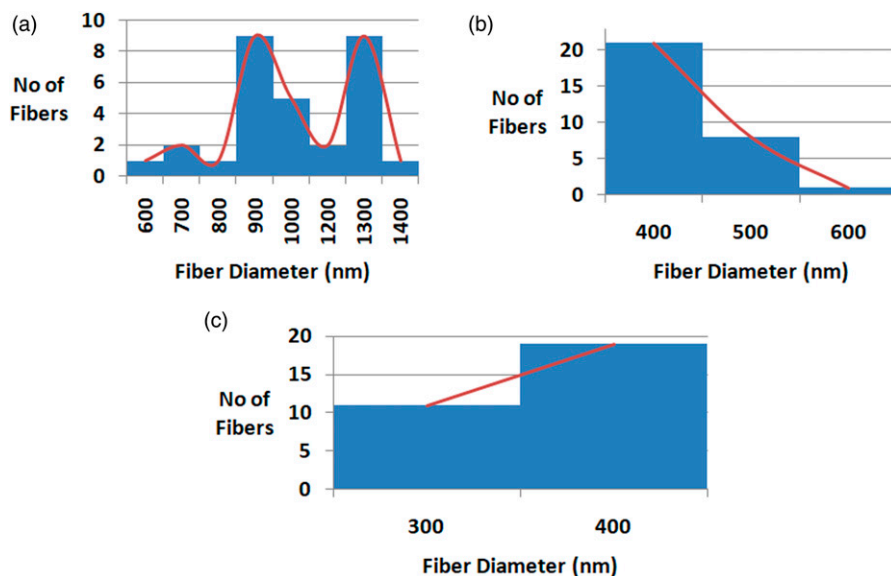 (a)
No of
Fibers
10
8
6
4
2
0
600
700
800
900
1000
1200
1300
1400
Fiber Diameter (nm)
(b)
No of
Fibers
20
15
10
5
0
400 500 600
Fiber Diameter (nm)
(c)
No of
Fibers
20
15
10
5
0
300 400
Fiber Diameter (nm)